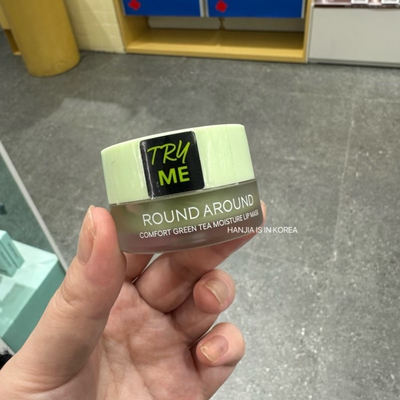 TRY
ME
ROUND AROUND
COMFORT GREEN TEA MOISTURE LIP MASK
HANJIA IS IN KOREA